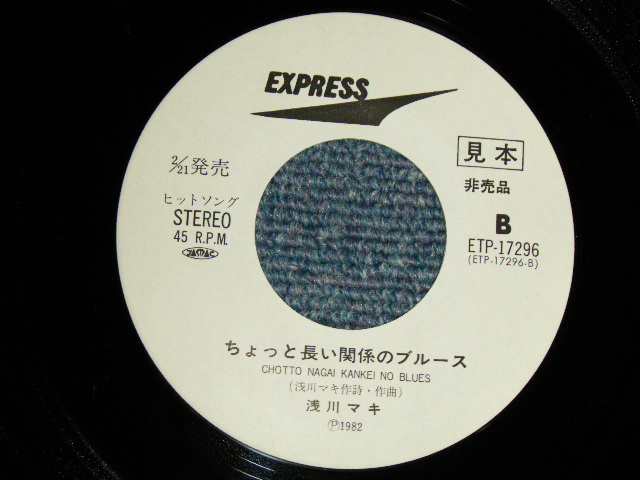 EXPRESS
2/21発売
見本
非売品
ヒットソング
STEREO
45 R.P.M.
JASRAC
B
ETP-17296
(ETP-17296-B)
ちょっと長い関係のブルース
CHOTTO NAGAI KANKEI NO BLUES
(浅川マキ作詩・作曲)
浅川マキ
Ⓟ1982